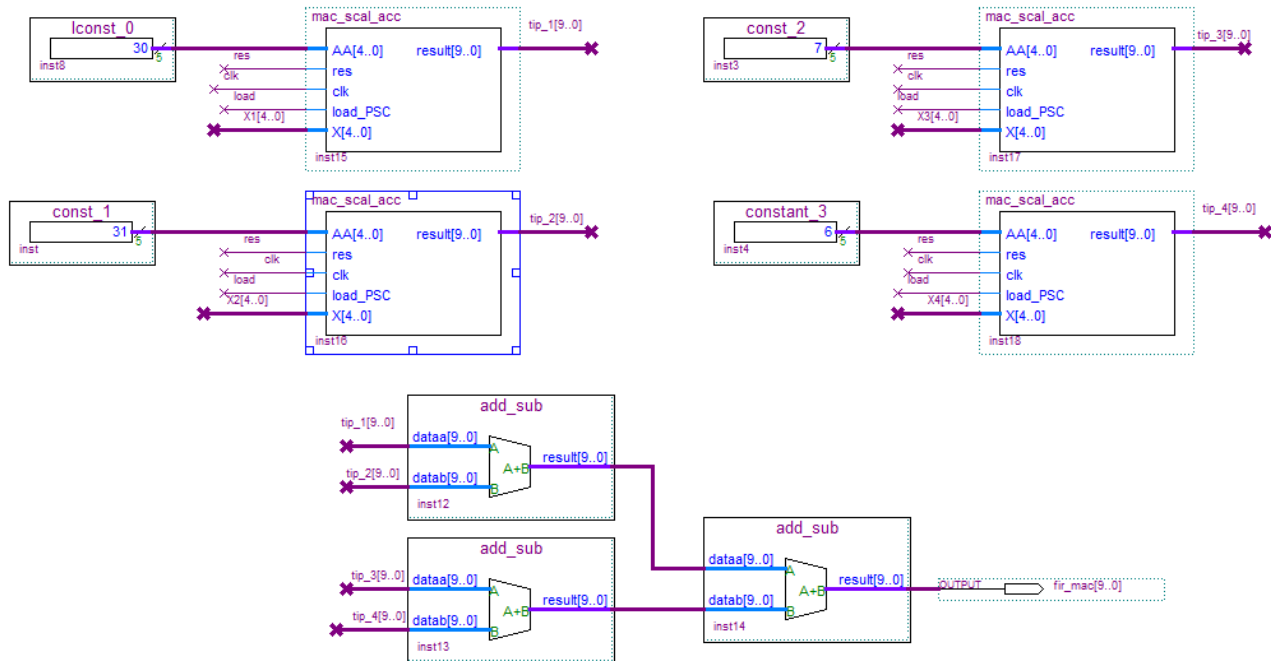 lconst_0
30
5
inst8
mac_scal_acc
AA[4..0]
result[9..0]
res
clk
load_PSC
X[4..0]
inst15
res
clk
load
X1[4..0]
tip_1[9..0]
const_2
7
5
inst3
mac_scal_acc
AA[4..0]
result[9..0]
res
clk
load_PSC
X[4..0]
inst17
res
clk
load
X3[4..0]
tip_3[9..0]
const_1
31
5
inst
mac_scal_acc
AA[4..0]
result[9..0]
res
clk
load_PSC
X[4..0]
inst16
res
clk
load
X2[4..0]
tip_2[9..0]
constant_3
6
5
inst4
mac_scal_acc
AA[4..0]
result[9..0]
res
clk
load_PSC
X[4..0]
inst18
res
clk
load
X4[4..0]
tip_4[9..0]
add_sub
tip_1[9..0]
dataa[9..0]
A
A+B
result[9..0]
tip_2[9..0]
datab[9..0]
B
inst12
add_sub
tip_3[9..0]
dataa[9..0]
A
A+B
result[9..0]
tip_4[9..0]
datab[9..0]
B
inst13
add_sub
dataa[9..0]
A
A+B
result[9..0]
datab[9..0]
B
inst14
OUTPUT
fir_mac[9..0]